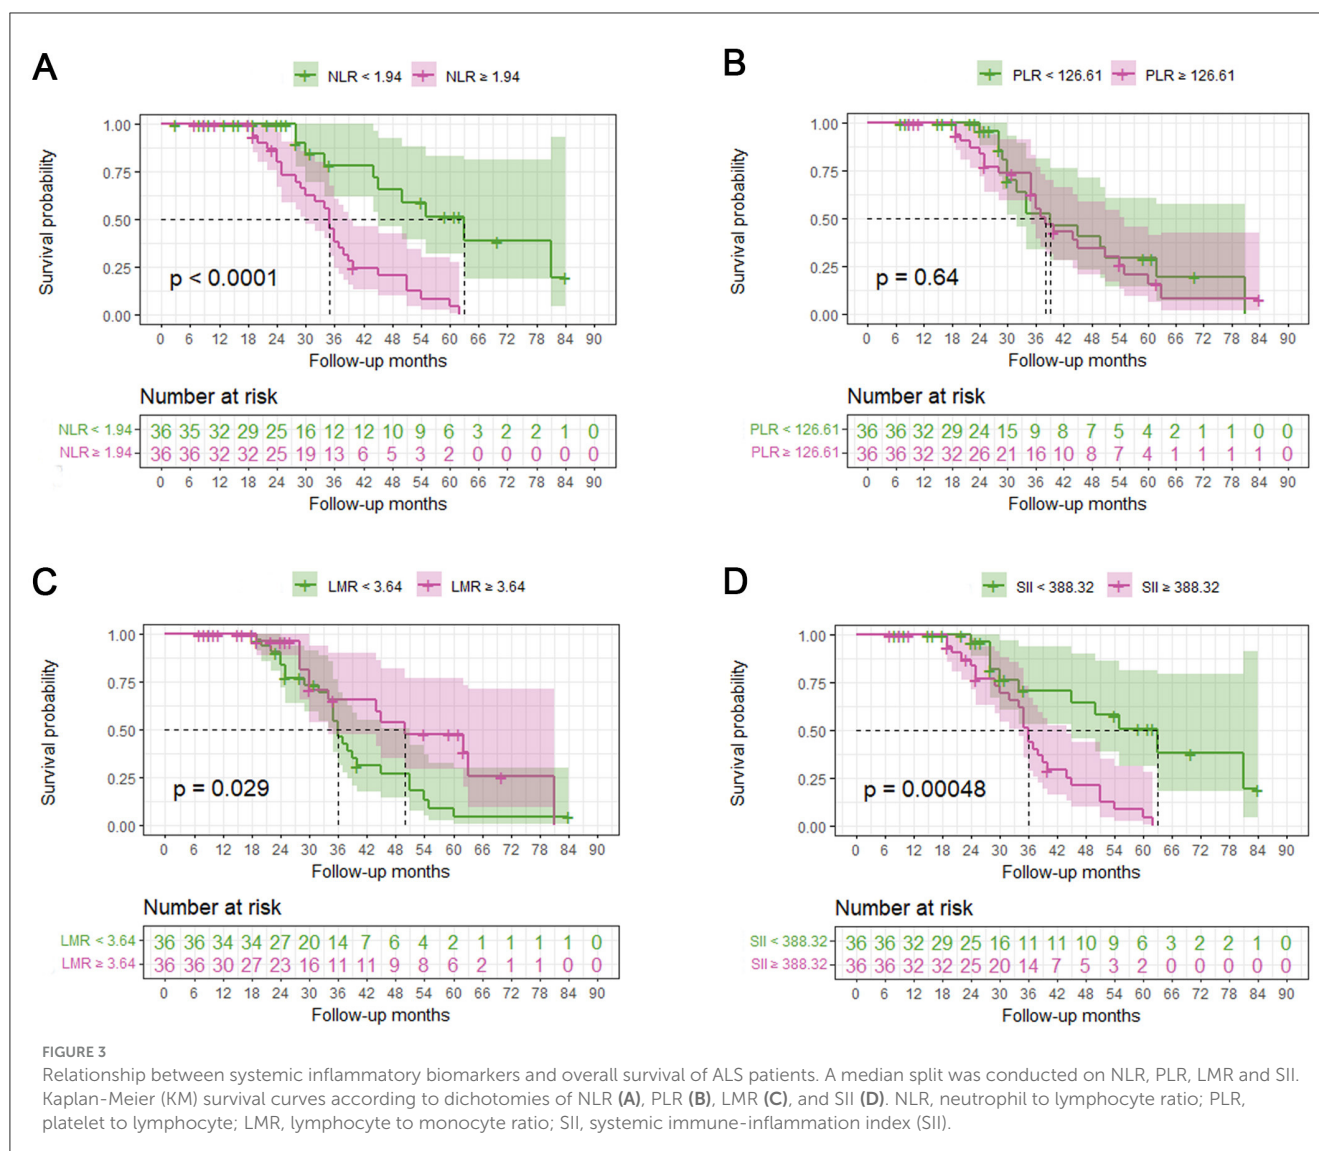 A
NLR < 1.94 NLR ≥ 1.94
Survival probability
1.00
0.75
0.50
0.25
0.00
p < 0.0001
0 6 12 18 24 30 36 42 48 54 60 66 72 78 84 90
Follow-up months
Number at risk
NLR < 1.94 36 35 32 29 25 16 12 12 10 9 6 3 2 2 1 0
NLR ≥ 1.94 36 36 32 32 25 19 13 6 5 3 2 0 0 0 0 0
0 6 12 18 24 30 36 42 48 54 60 66 72 78 84 90
Follow-up months
B
PLR < 126.61 PLR ≥ 126.61
Survival probability
1.00
0.75
0.50
0.25
0.00
p = 0.64
0 6 12 18 24 30 36 42 48 54 60 66 72 78 84 90
Follow-up months
Number at risk
PLR < 126.61 36 36 32 29 24 15 9 8 7 5 4 2 1 1 0 0
PLR ≥ 126.61 36 36 32 32 26 21 16 10 8 7 4 1 1 1 1 0
0 6 12 18 24 30 36 42 48 54 60 66 72 78 84 90
Follow-up months
C
LMR < 3.64 LMR ≥ 3.64
Survival probability
1.00
0.75
0.50
0.25
0.00
p = 0.029
0 6 12 18 24 30 36 42 48 54 60 66 72 78 84 90
Follow-up months
Number at risk
LMR < 3.64 36 36 34 34 27 20 14 7 6 4 2 1 1 1 1 0
LMR ≥ 3.64 36 36 30 27 23 16 11 11 9 8 6 2 1 1 0 0
0 6 12 18 24 30 36 42 48 54 60 66 72 78 84 90
Follow-up months
D
SII < 388.32 SII ≥ 388.32
Survival probability
1.00
0.75
0.50
0.25
0.00
p = 0.00048
0 6 12 18 24 30 36 42 48 54 60 66 72 78 84 90
Follow-up months
Number at risk
SII < 388.32 36 36 32 29 25 16 11 11 10 9 6 3 2 2 1 0
SII ≥ 388.32 36 36 32 32 25 20 14 7 5 3 2 0 0 0 0 0
0 6 12 18 24 30 36 42 48 54 60 66 72 78 84 90
Follow-up months
FIGURE 3
Relationship between systemic inflammatory biomarkers and overall survival of ALS patients. A median split was conducted on NLR, PLR, LMR and SII.
Kaplan-Meier (KM) survival curves according to dichotomies of NLR (A), PLR (B), LMR (C), and SII (D). NLR, neutrophil to lymphocyte ratio; PLR,
platelet to lymphocyte; LMR, lymphocyte to monocyte ratio; SII, systemic immune-inflammation index (SII).